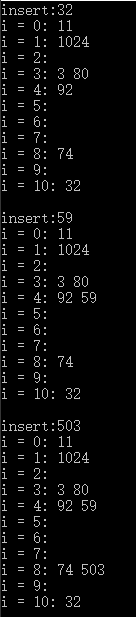 insert:32
i = 0: 11
i = 1: 1024
i = 2:
i = 3: 3 80
i = 4: 92
i = 5:
i = 6:
i = 7:
i = 8: 74
i = 9:
i = 10: 32

insert:59
i = 0: 11
i = 1: 1024
i = 2:
i = 3: 3 80
i = 4: 92 59
i = 5:
i = 6:
i = 7:
i = 8: 74
i = 9:
i = 10: 32

insert:503
i = 0: 11
i = 1: 1024
i = 2:
i = 3: 3 80
i = 4: 92 59
i = 5:
i = 6:
i = 7:
i = 8: 74 503
i = 9:
i = 10: 32